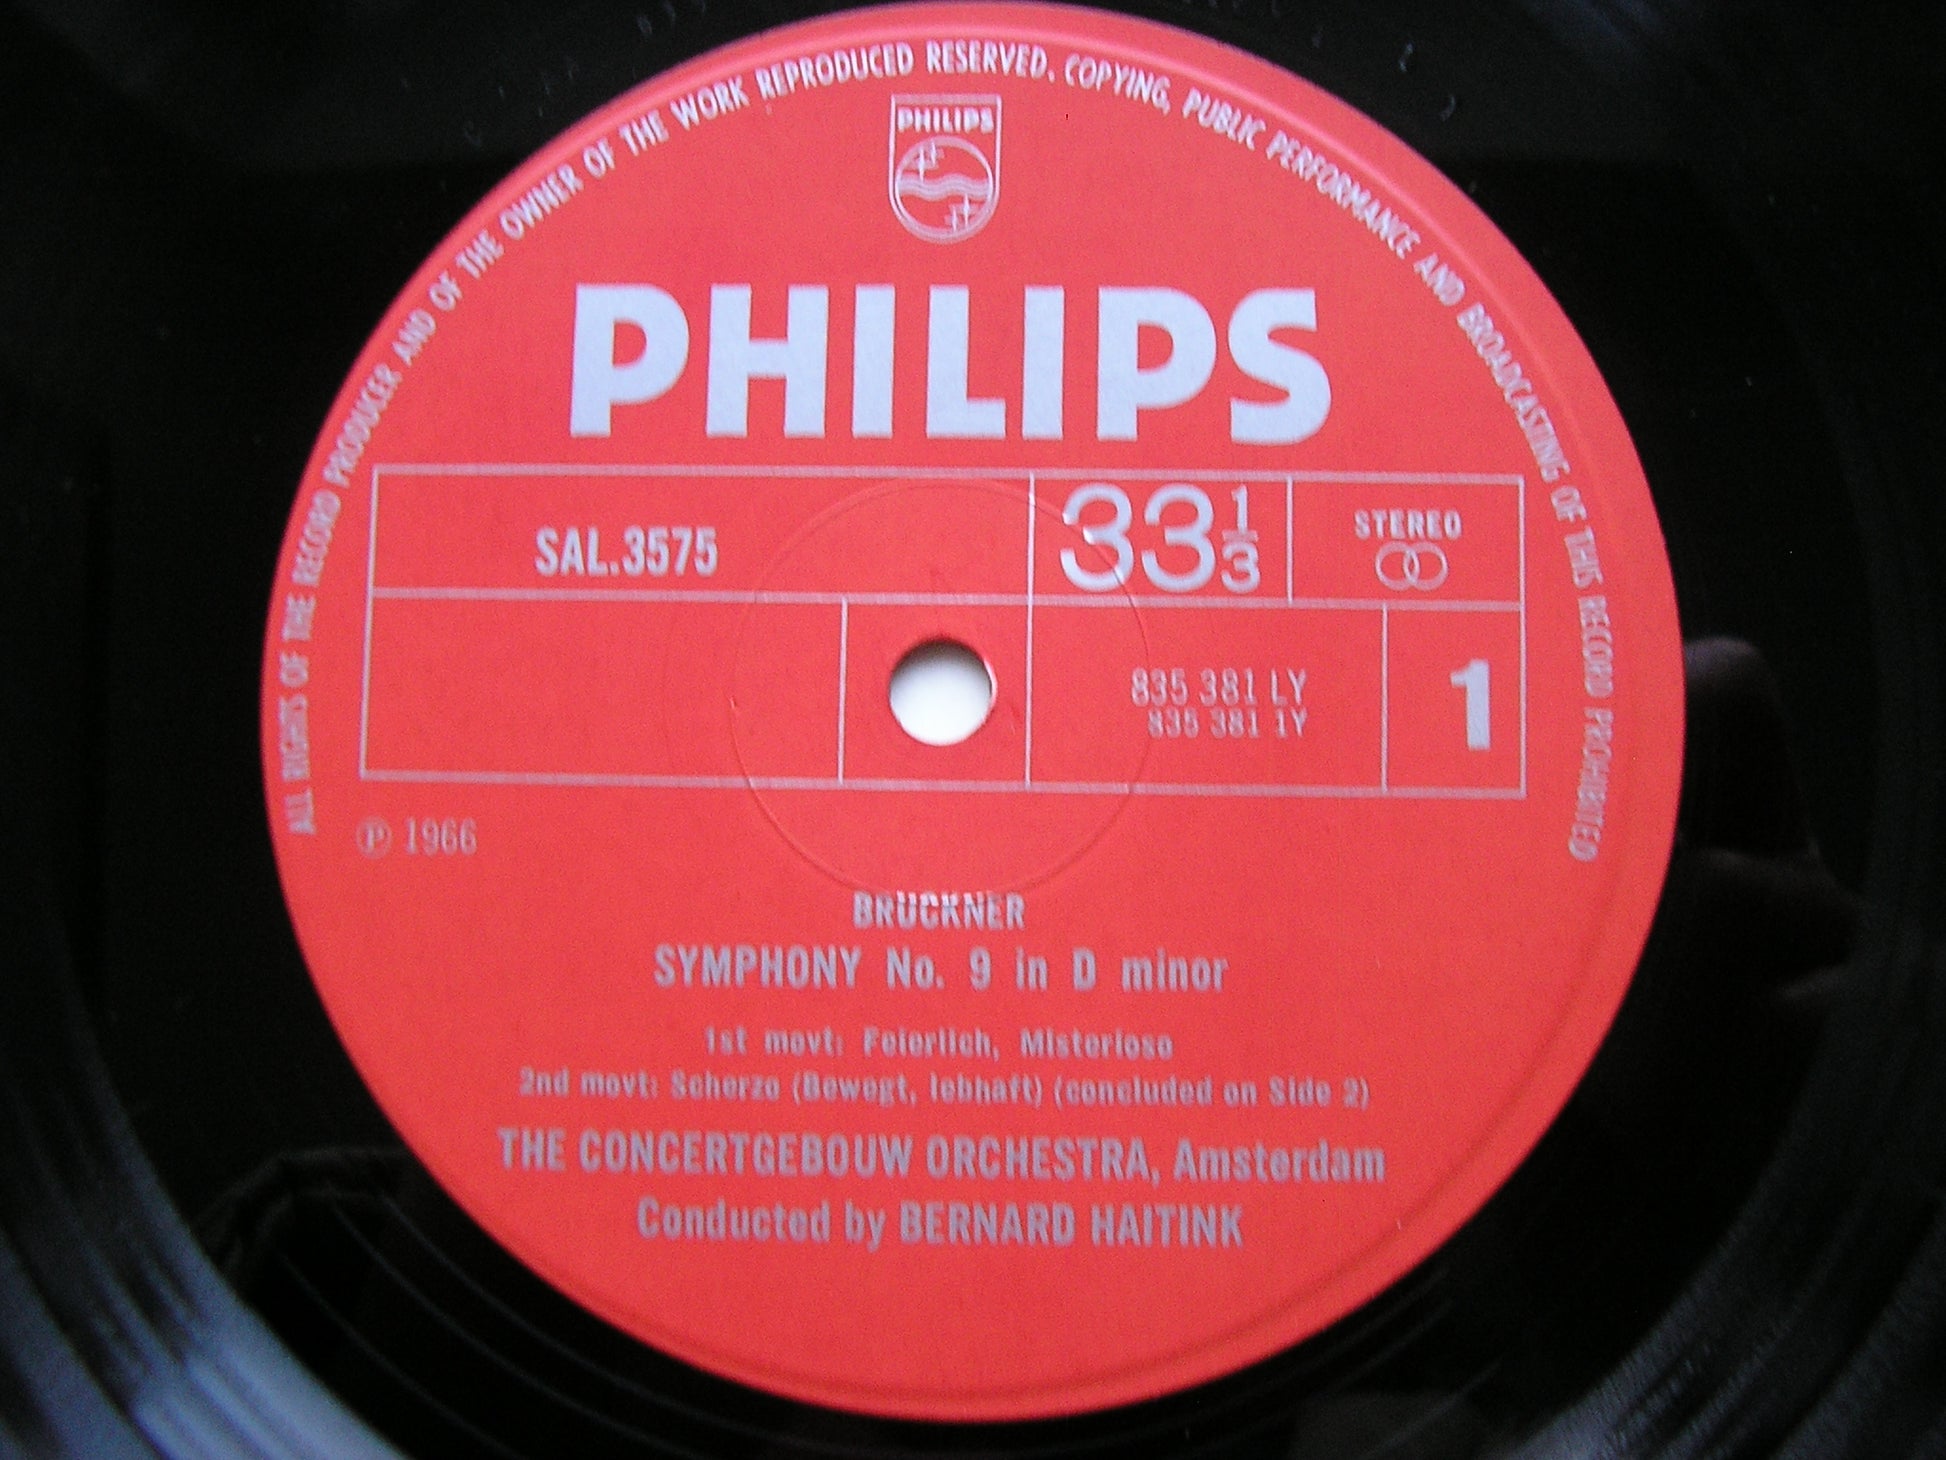 ALL RIGHTS OF THE RECORD PRODUCER AND OF THE OWNER OF THE WORK REPRODUCED RESERVED. COPYING, PUBLIC PERFORMANCE AND BROADCASTING OF THIS RECORD PROHIBITED
PHILIPS
PHILIPS
SAL.3575
33 1/3
STEREO
835 381 LY
835 381 1Y
1
℗ 1966
BRUCKNER
SYMPHONY No. 9 in D minor
1st movt: Feierlich, Misterioso
2nd movt: Scherzo (Bewegt, lebhaft) (concluded on Side 2)
THE CONCERTGEBOUW ORCHESTRA, Amsterdam
Conducted by BERNARD HAITINK